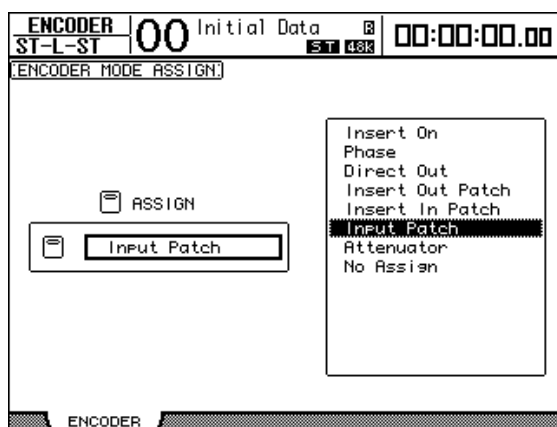 ENCODER
ST-L-ST
00
Initial Data
R
ST 48K
00:00:00.00
ENCODER MODE ASSIGN
ASSIGN
Input Patch
Insert On
Phase
Direct Out
Insert Out Patch
Insert In Patch
Input Patch
Attenuator
No Assign
ENCODER